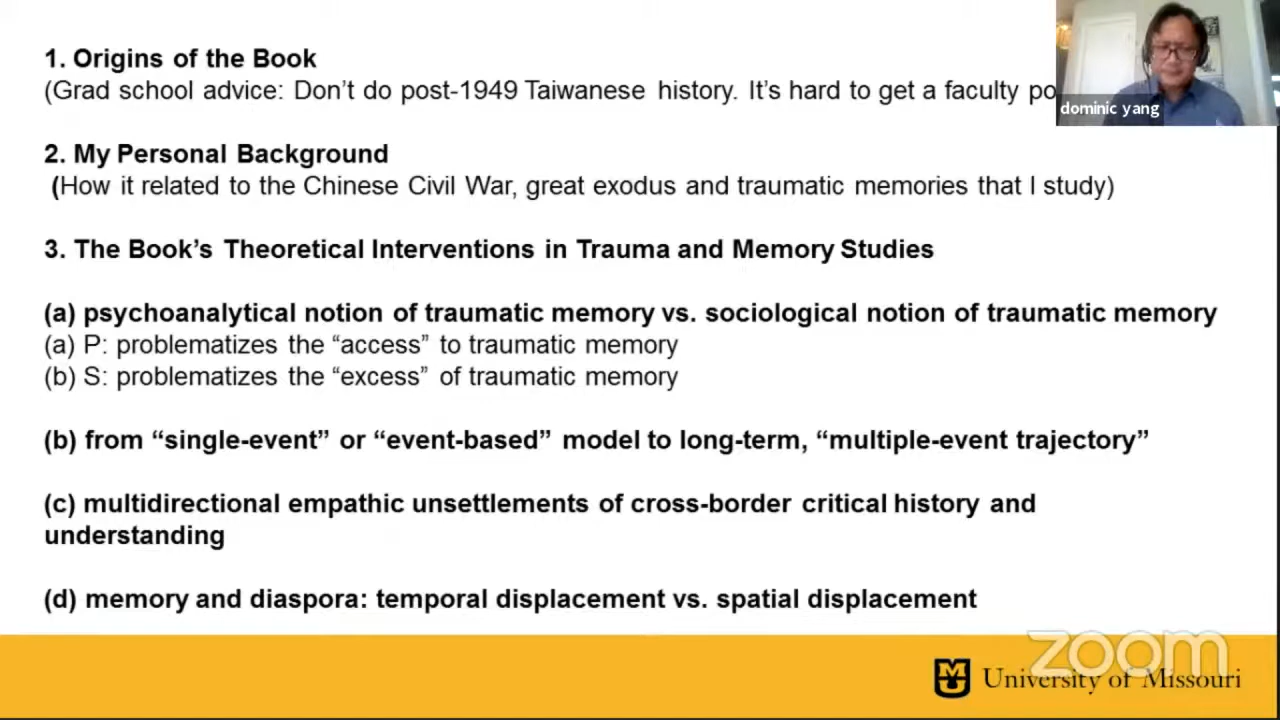 1. Origins of the Book
(Grad school advice: Don’t do post-1949 Taiwanese history. It’s hard to get a faculty po
dominic yang
2. My Personal Background
(How it related to the Chinese Civil War, great exodus and traumatic memories that I study)
3. The Book’s Theoretical Interventions in Trauma and Memory Studies
(a) psychoanalytical notion of traumatic memory vs. sociological notion of traumatic memory
(a) P: problematizes the “access” to traumatic memory
(b) S: problematizes the “excess” of traumatic memory
(b) from “single-event” or “event-based” model to long-term, “multiple-event trajectory”
(c) multidirectional empathic unsettlements of cross-border critical history and
understanding
(d) memory and diaspora: temporal displacement vs. spatial displacement
zoom
University of Missouri